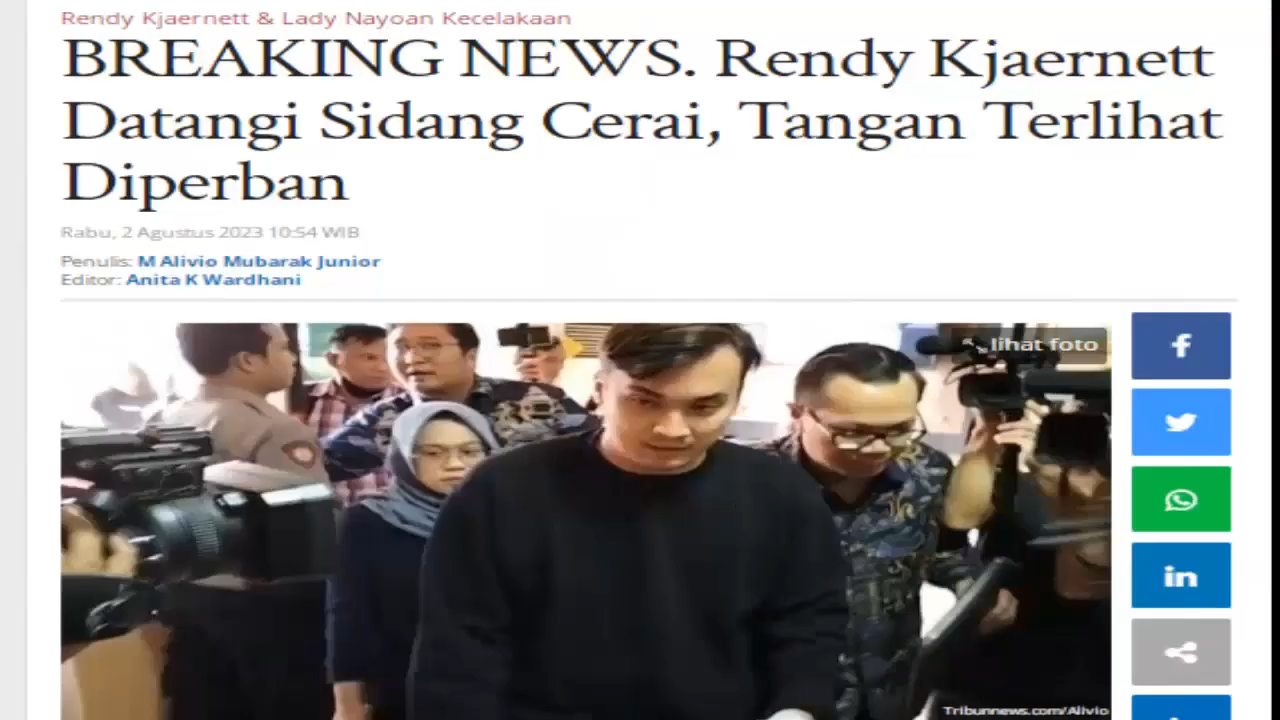 Rendy Kjaernett & Lady Nayoan Kecelakaan
BREAKING NEWS. Rendy Kjaernett
Datangi Sidang Cerai, Tangan Terlihat
Diperban
Rabu, 2 Agustus 2023 10:54 WIB
Penulis: M Alivio Mubarak Junior
Editor: Anita K Wardhani
lihat foto
Tribunnews.com/Alivio